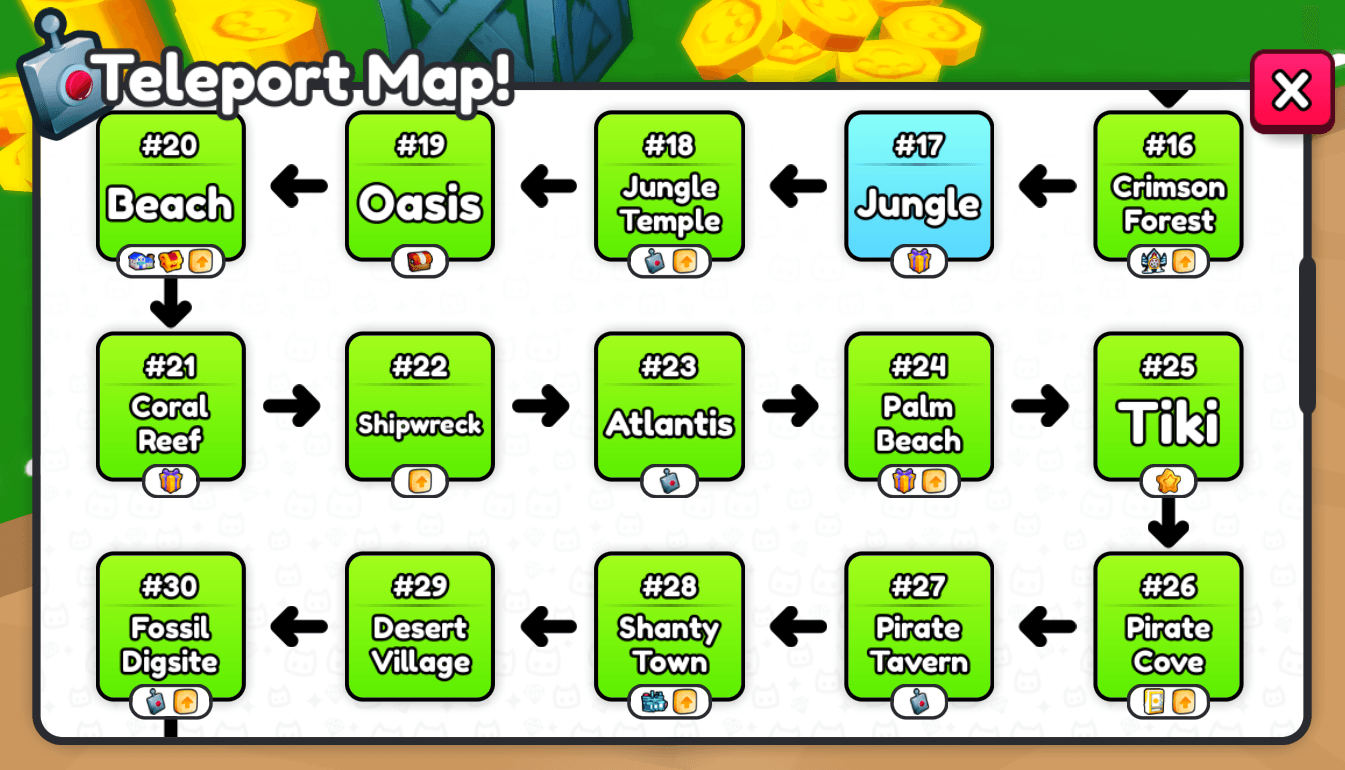 Teleport Map!
X
#20
Beach
#19
Oasis
#18
Jungle
Temple
#17
Jungle
#16
Crimson
Forest
#21
Coral
Reef
#22
Shipwreck
#23
Atlantis
#24
Palm
Beach
#25
Tiki
#30
Fossil
Digsite
#29
Desert
Village
#28
Shanty
Town
#27
Pirate
Tavern
#26
Pirate
Cove